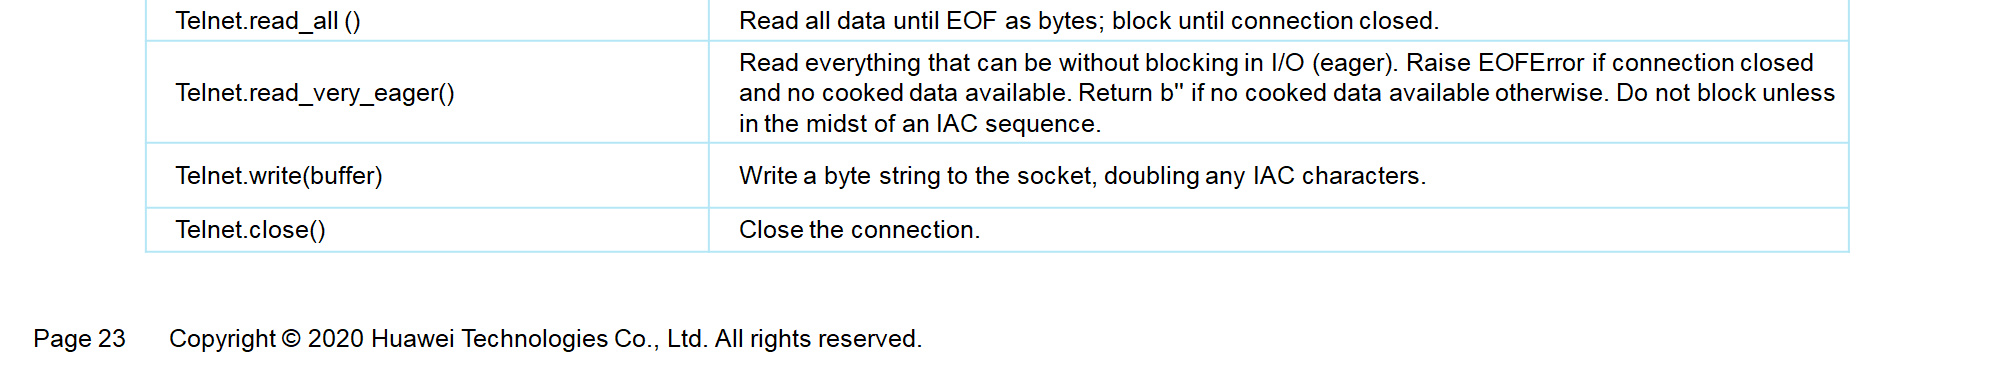 Telnet.read_all ()
Read all data until EOF as bytes; block until connection closed.
Telnet.read_very_eager()
Read everything that can be without blocking in I/O (eager). Raise EOFError if connection closed
and no cooked data available. Return b'' if no cooked data available otherwise. Do not block unless
in the midst of an IAC sequence.
Telnet.write(buffer)
Write a byte string to the socket, doubling any IAC characters.
Telnet.close()
Close the connection.
Page 23 Copyright © 2020 Huawei Technologies Co., Ltd. All rights reserved.